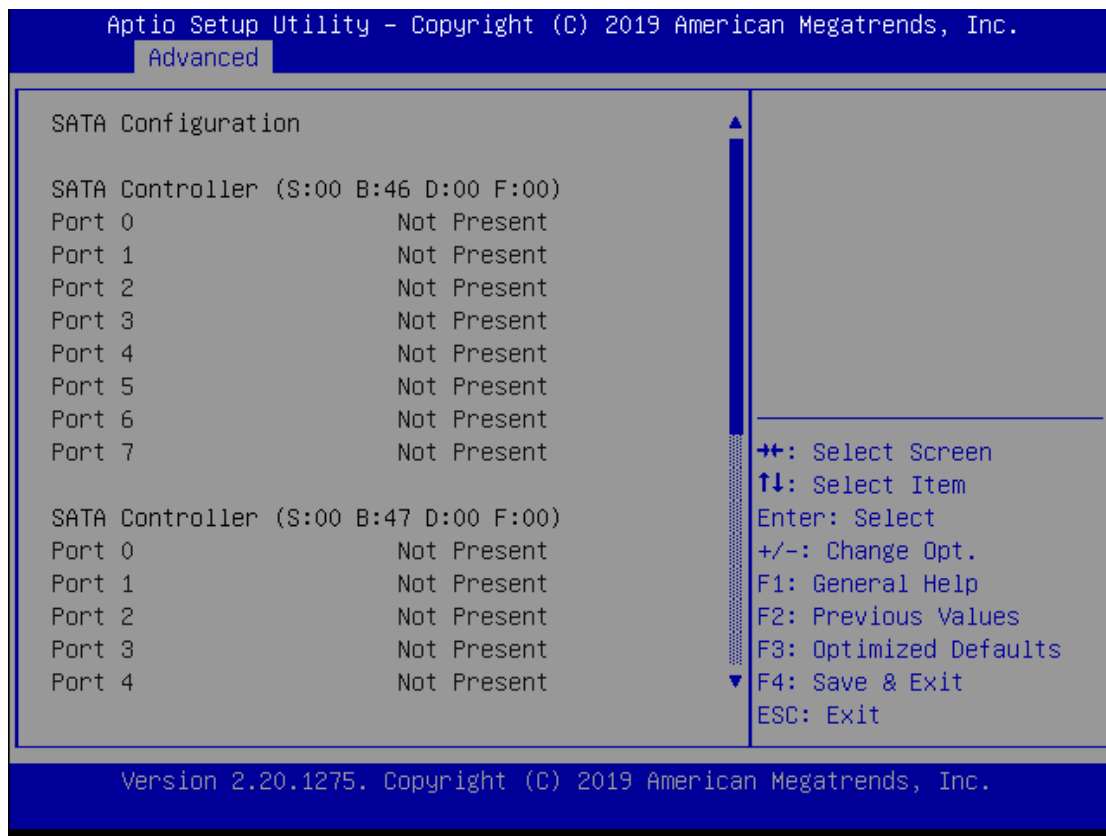 Aptio Setup Utility – Copyright (C) 2019 American Megatrends, Inc.
Advanced
SATA Configuration
SATA Controller (S:00 B:46 D:00 F:00)
Port 0 Not Present
Port 1 Not Present
Port 2 Not Present
Port 3 Not Present
Port 4 Not Present
Port 5 Not Present
Port 6 Not Present
Port 7 Not Present
SATA Controller (S:00 B:47 D:00 F:00)
Port 0 Not Present
Port 1 Not Present
Port 2 Not Present
Port 3 Not Present
Port 4 Not Present
→←: Select Screen
↑↓: Select Item
Enter: Select
+/-: Change Opt.
F1: General Help
F2: Previous Values
F3: Optimized Defaults
F4: Save & Exit
ESC: Exit
Version 2.20.1275. Copyright (C) 2019 American Megatrends, Inc.